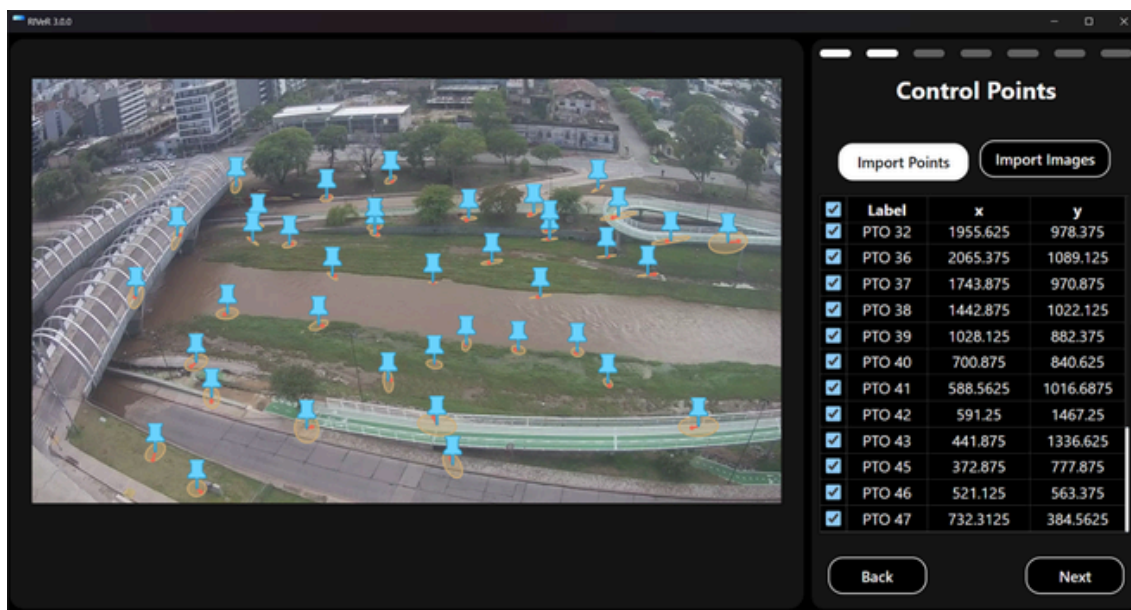 RIVeR 3.0.0
Control Points
Import Points Import Images
Label x y
PTO 32 1955.625 978.375
PTO 36 2065.375 1089.125
PTO 37 1743.875 970.875
PTO 38 1442.875 1022.125
PTO 39 1028.125 882.375
PTO 40 700.875 840.625
PTO 41 588.5625 1016.6875
PTO 42 591.25 1467.25
PTO 43 441.875 1336.625
PTO 45 372.875 777.875
PTO 46 521.125 563.375
PTO 47 732.3125 384.5625
Back Next